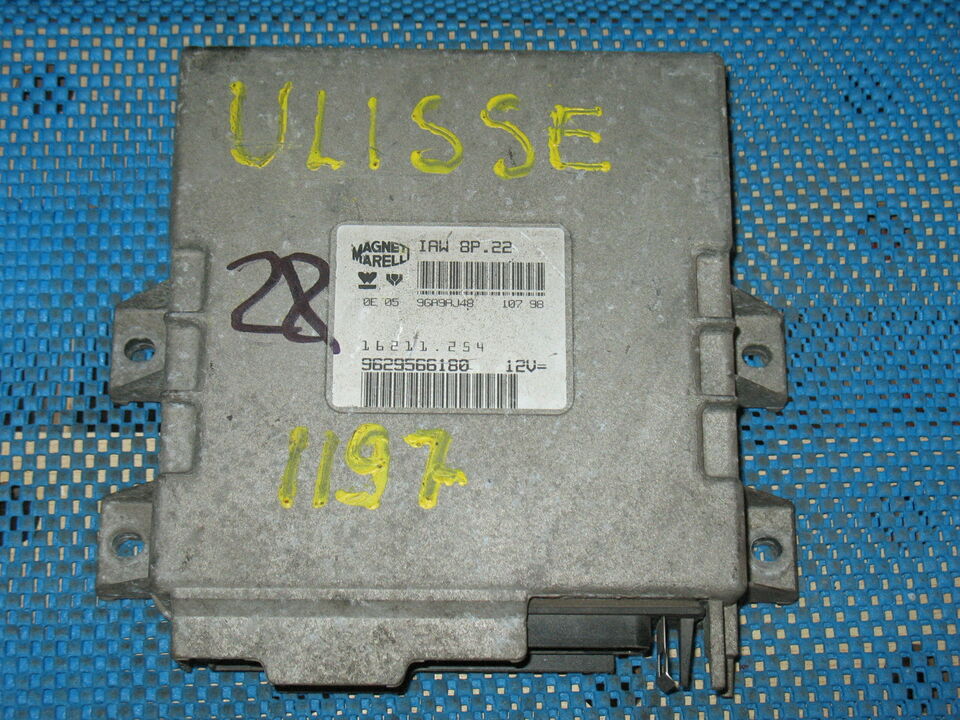 ULISSE
MAGNETI
MARELLI
IAW 8P.22
0E 05 9GA9AJ48 107 98
28
16211.254
9629566180 12V=
1197